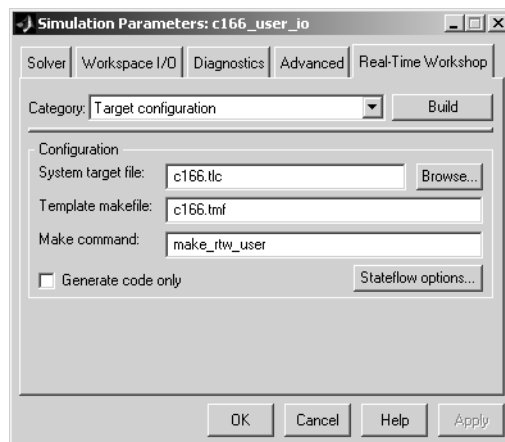 Simulation Parameters: c166_user_io
Solver Workspace I/O Diagnostics Advanced Real-Time Workshop
Category: Target configuration Build
Configuration
System target file: c166.tlc Browse...
Template makefile: c166.tmf
Make command: make_rtw_user
Generate code only Stateflow options...
OK Cancel Help Apply